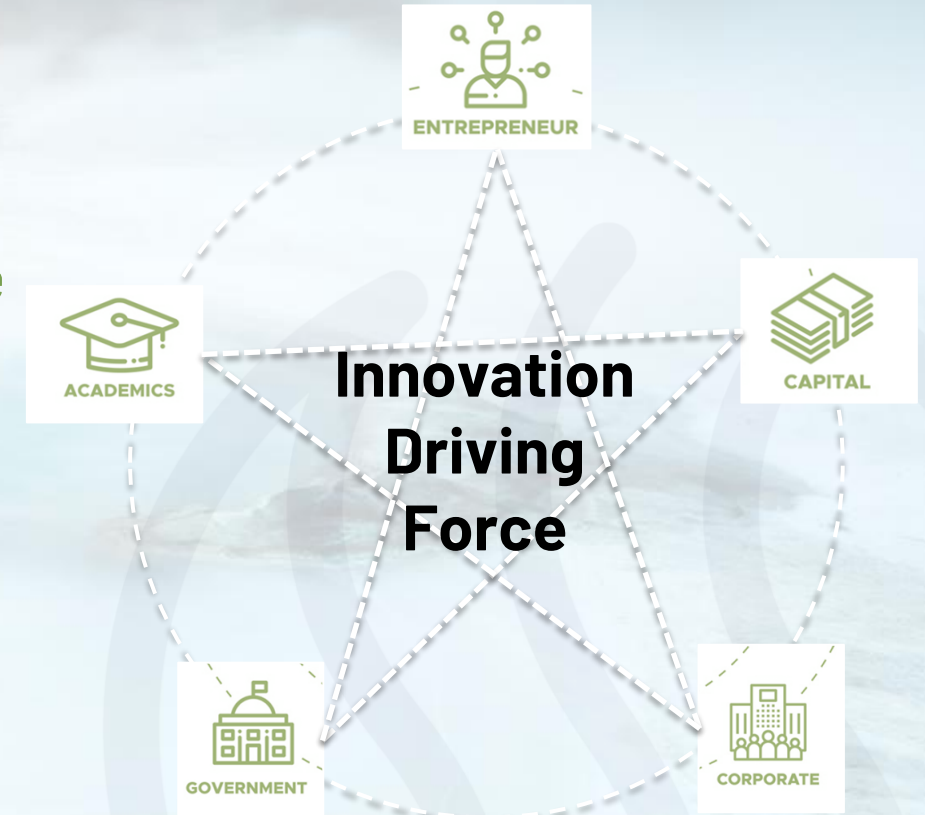 ENTREPRENEUR
e
ACADEMICS
CAPITAL
Innovation
Driving
Force
GOVERNMENT
CORPORATE